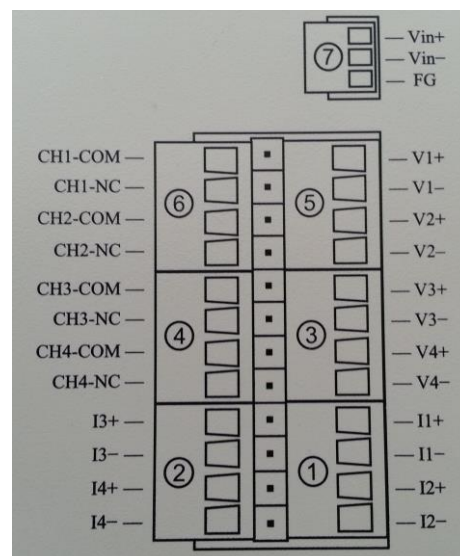 ⑦ Vin+
Vin−
FG
CH1-COM V1+
CH1-NC ⑥ ⑤ V1−
CH2-COM V2+
CH2-NC V2−
CH3-COM V3+
CH3-NC ④ ③ V3−
CH4-COM V4+
CH4-NC V4−
I3+ I1+
I3− ② ① I1−
I4+ I2+
I4− I2−